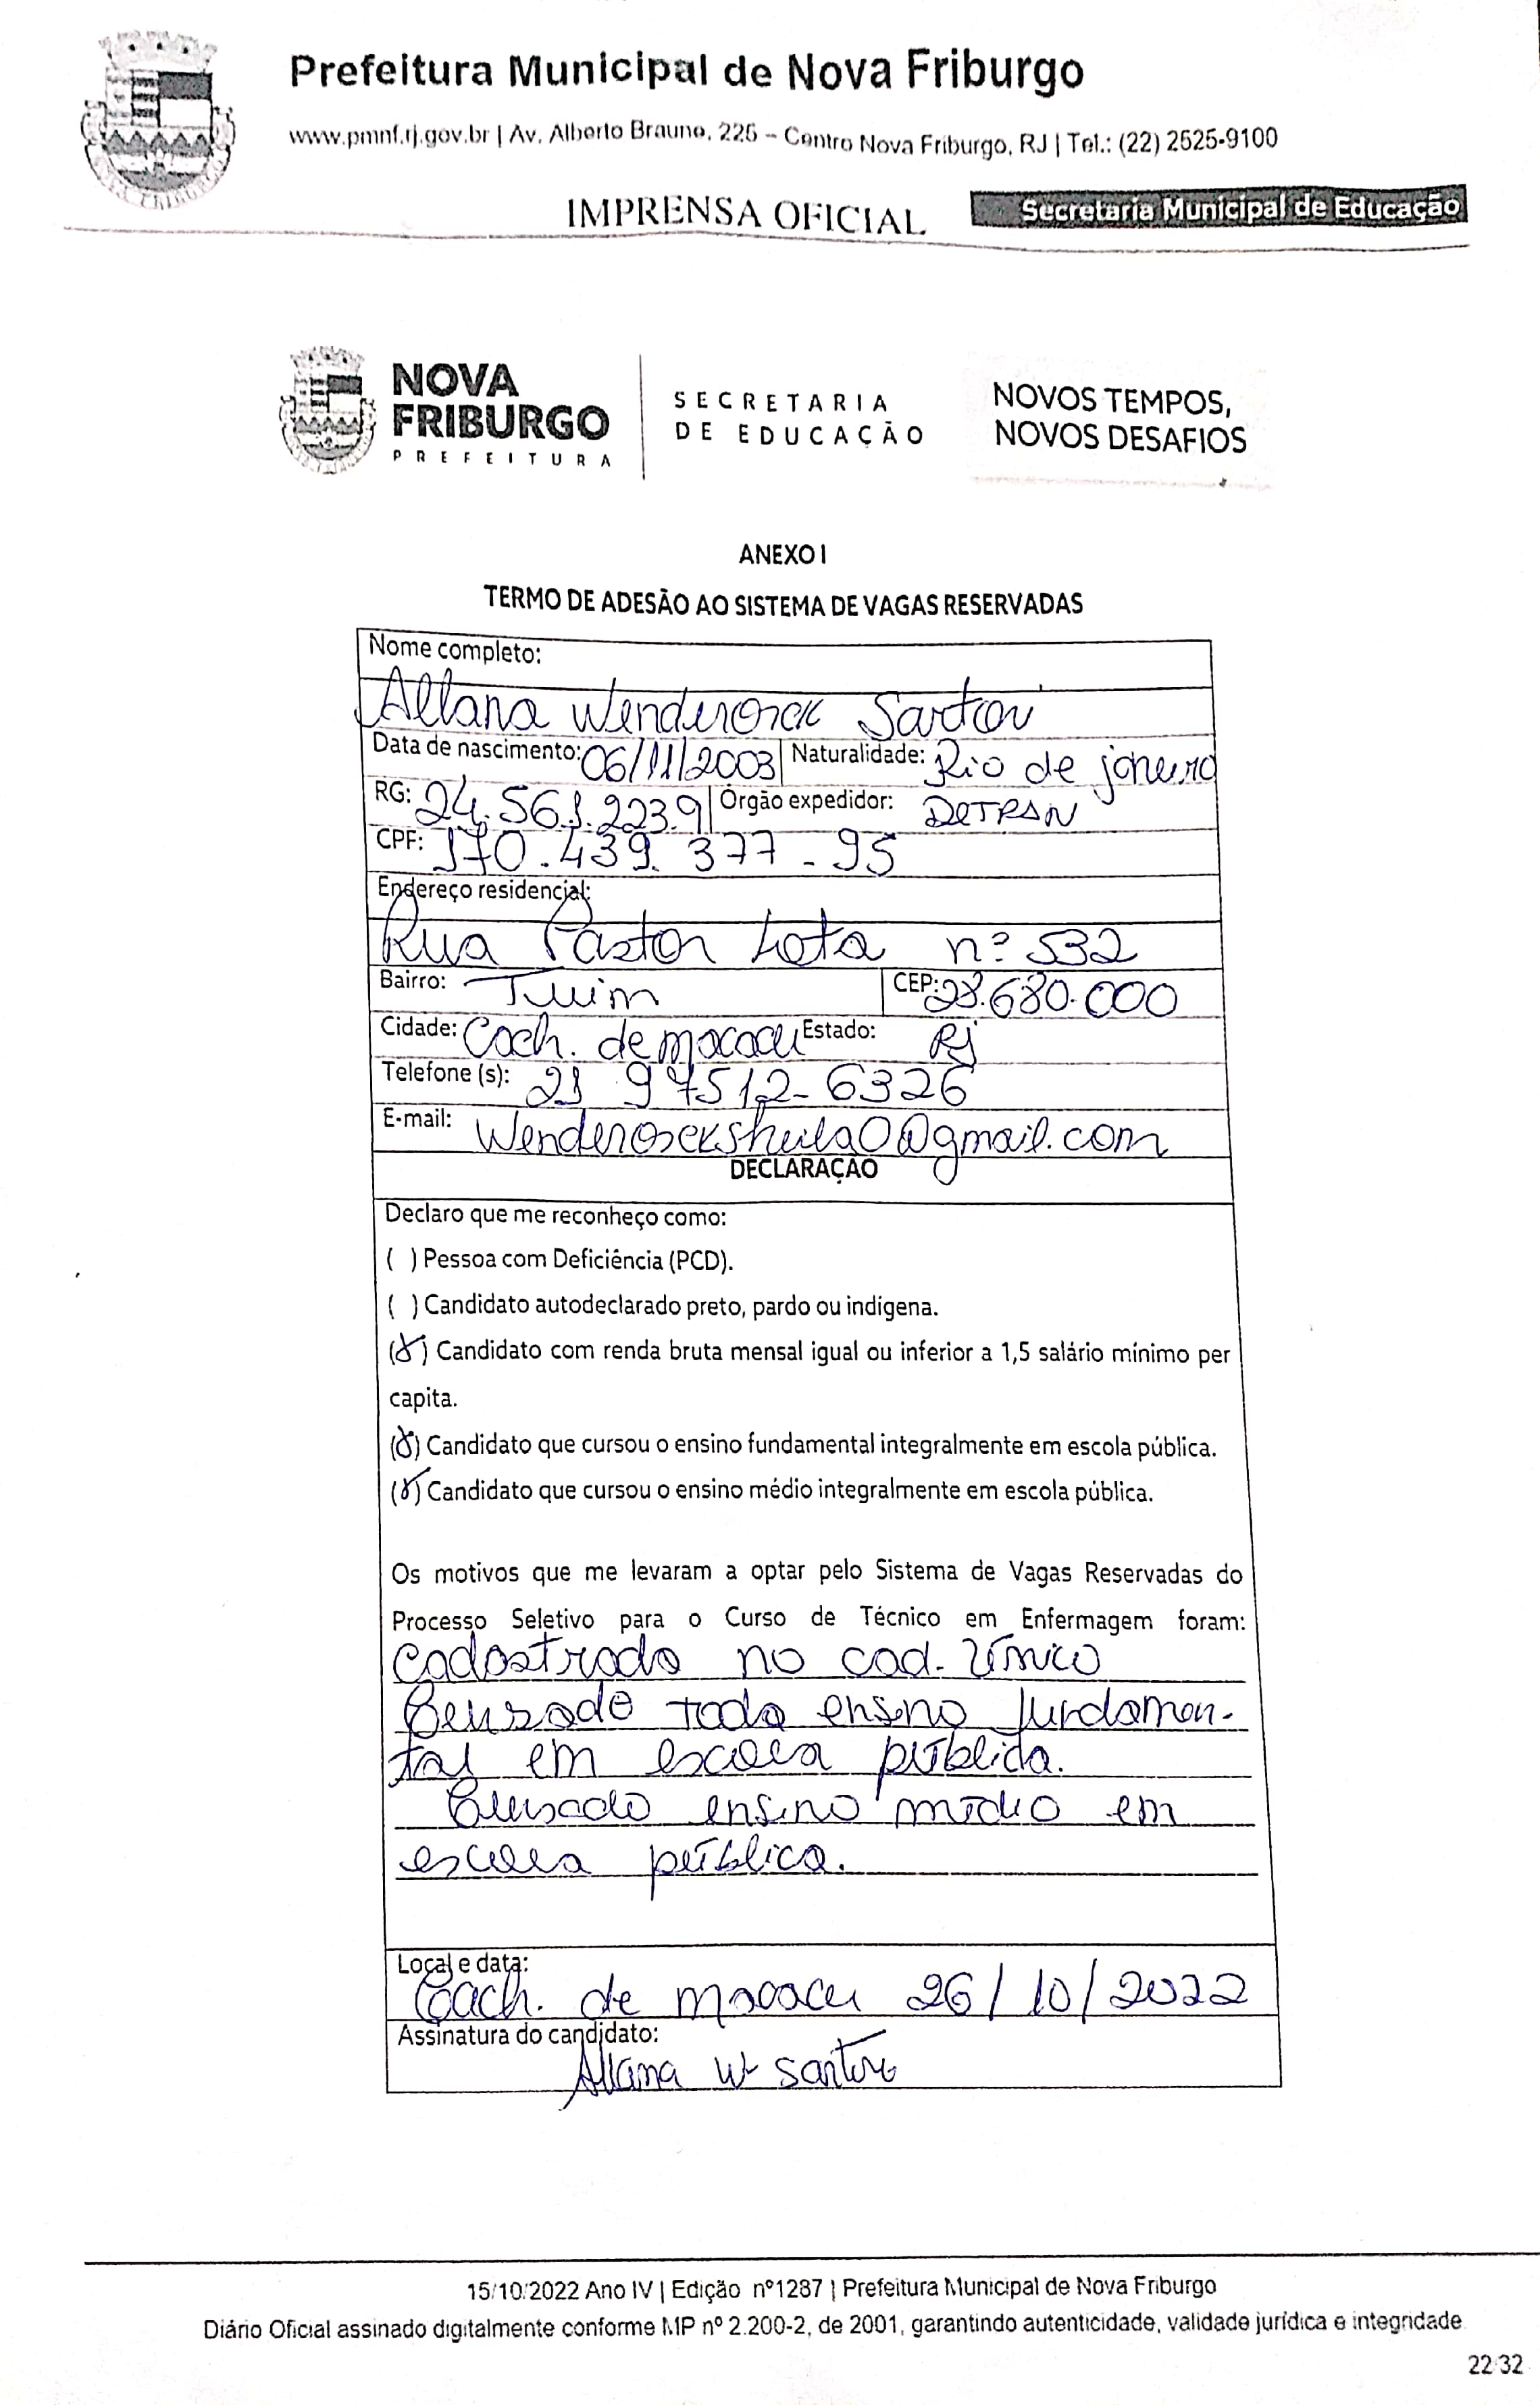 Prefeitura Municipal de Nova Friburgo
www.pmnf.rj.gov.br | Av. Alberto Braune, 225 – Centro Nova Friburgo, RJ | Tel.: (22) 2525-9100
IMPRENSA OFICIAL Secretaria Municipal de Educação
NOVA FRIBURGO PREFEITURA
SECRETARIA DE EDUCAÇÃO
NOVOS TEMPOS,
NOVOS DESAFIOS
ANEXO I
TERMO DE ADESÃO AO SISTEMA DE VAGAS RESERVADAS
Nome completo:
Allana Wenderosck Sartori
Data de nascimento: 06/11/2003 Naturalidade: Rio de janeiro
RG: 24.561.223.9 Órgão expedidor: DETRAN
CPF: 170.439.377-95
Endereço residencial:
Rua Pastor Lota nº 532
Bairro: CEP: 28.680.000
Cidade: Cach. de macacu Estado: RJ
Telefone (s): 21 97512-6326
E-mail: Wenderoscksheila0@gmail.com
DECLARAÇÃO
Declaro que me reconheço como:
( ) Pessoa com Deficiência (PCD).
( ) Candidato autodeclarado preto, pardo ou indígena.
(X) Candidato com renda bruta mensal igual ou inferior a 1,5 salário mínimo per
capita.
(X) Candidato que cursou o ensino fundamental integralmente em escola pública.
(X) Candidato que cursou o ensino médio integralmente em escola pública.
Os motivos que me levaram a optar pelo Sistema de Vagas Reservadas do
Processo Seletivo para o Curso de Técnico em Enfermagem foram:
Cadastrada no cad. Único
Cursado todo ensino fundamen-
tal em escola pública.
Cursado ensino médio em
escola pública.
Local e data:
Cach. de macacu 26/10/2022
Assinatura do candidato:
Allana W Sartori
15/10/2022 Ano IV | Edição nº1287 | Prefeitura Municipal de Nova Friburgo
Diário Oficial assinado digitalmente conforme MP nº 2.200-2, de 2001, garantindo autenticidade, validade jurídica e integridade
22/32